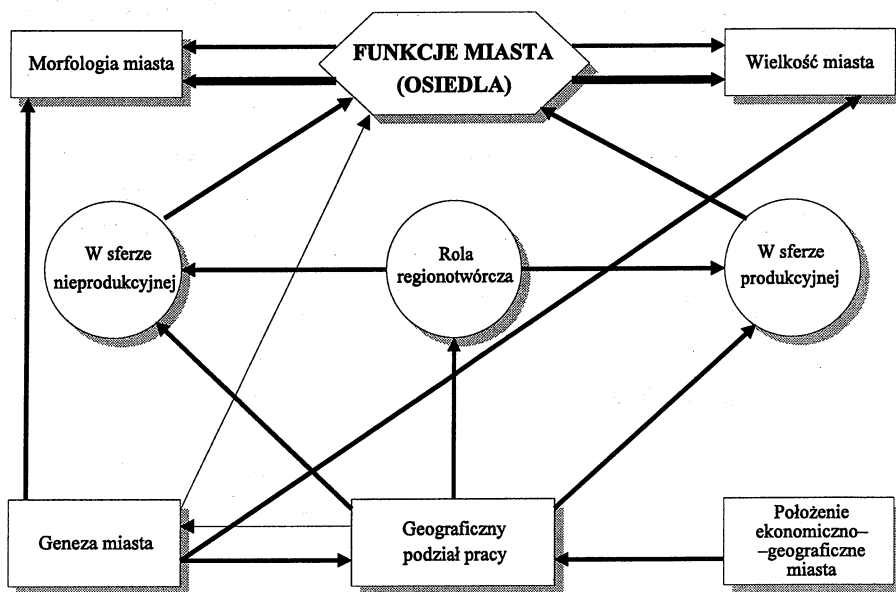 Morfologia miasta
FUNKCJE MIASTA
(OSIEDLA)
Wielkość miasta
W sferze
nieprodukcyjnej
Rola
regionotwórcza
W sferze
produkcyjnej
Geneza miasta
Geograficzny
podział pracy
Położenie
ekonomiczno–
–geograficzne
miasta